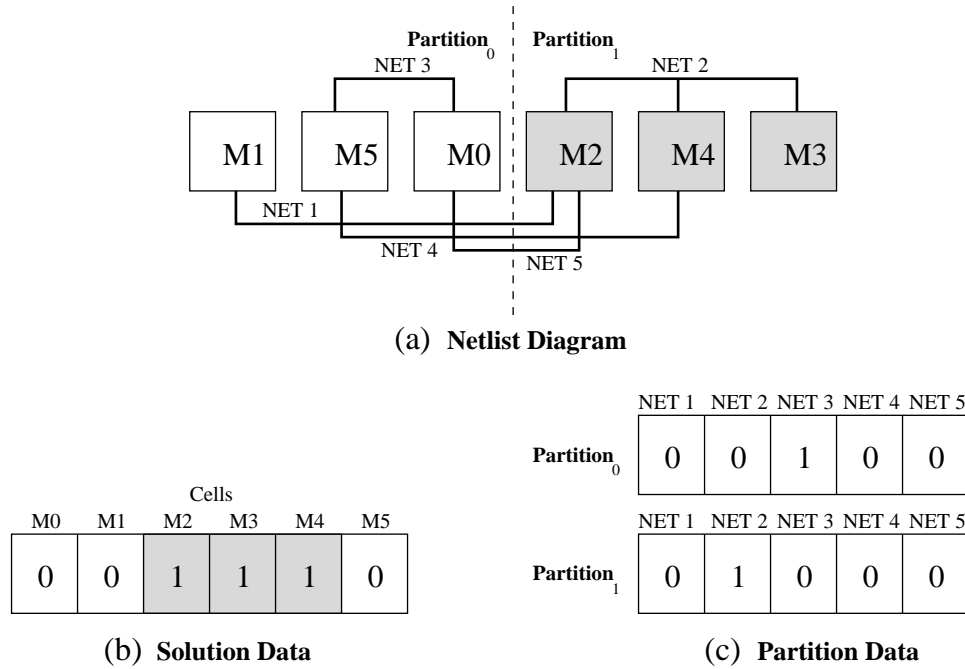 Partition0 Partition1
NET 3 NET 2
M1 M5 M0 M2 M4 M3
NET 1
NET 4 NET 5
(a) Netlist Diagram
NET 1 NET 2 NET 3 NET 4 NET 5
Partition0 0 0 1 0 0
Cells
M0 M1 M2 M3 M4 M5
0 0 1 1 1 0
NET 1 NET 2 NET 3 NET 4 NET 5
Partition1 0 1 0 0 0
(b) Solution Data
(c) Partition Data